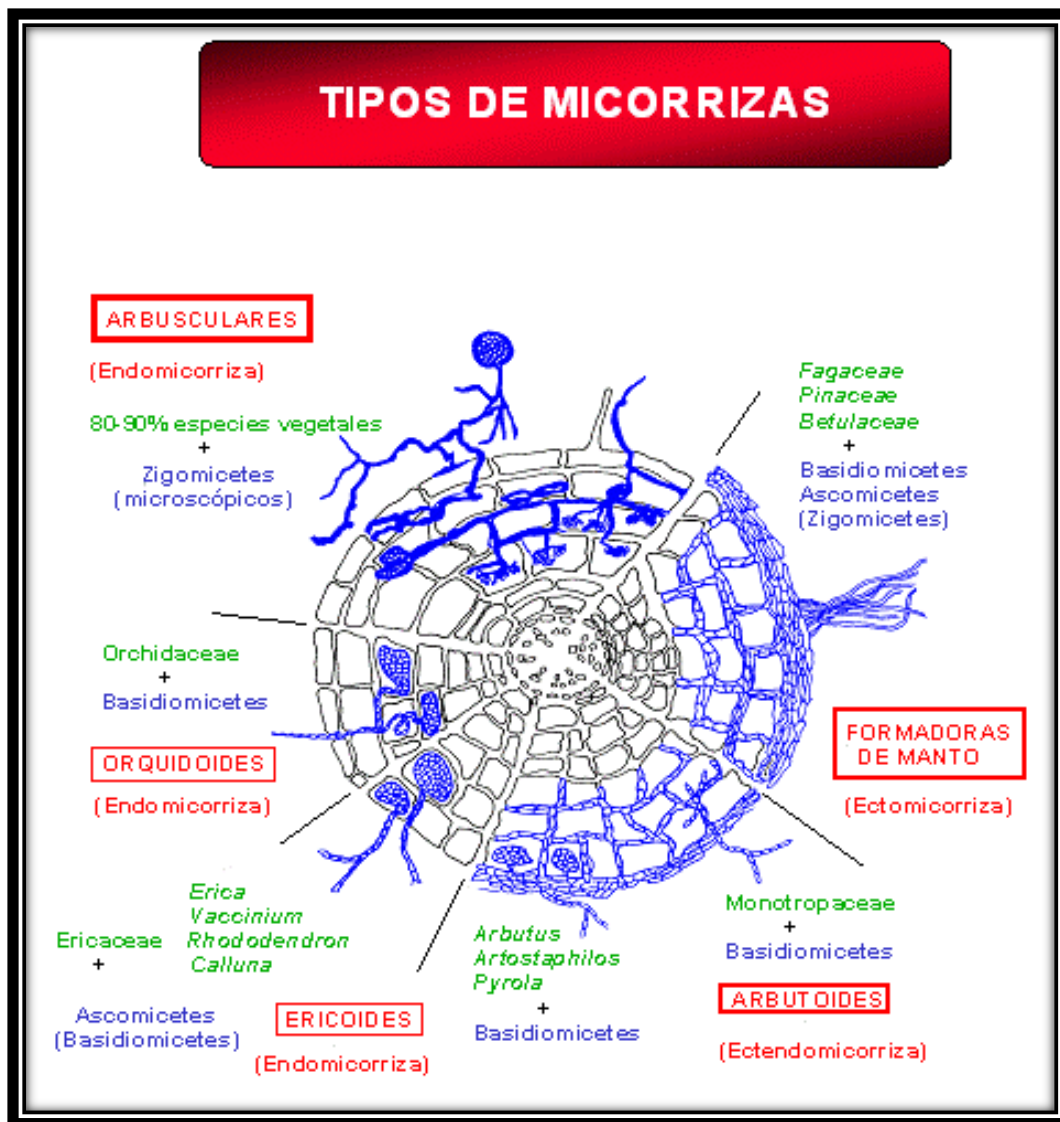 TIPOS DE MICORRIZAS
ARBUSCULARES
(Endomicorriza)
80-90% especies vegetales
+
Zigomicetes
(microscópicos)
Fagaceae
Pinaceae
Betulaceae
+
Basidiomicetes
Ascomicetes
(Zigomicetes)
FORMADORAS
DE MANTO
(Ectomicorriza)
Orchidaceae
+
Basidiomicetes
ORQUIDOIDES
(Endomicorriza)
Erica
Vaccinium
Rhododendron
Calluna
Ericaceae
+
Ascomicetes
(Basidiomicetes)
ERICOIDES
(Endomicorriza)
Arbutus
Artostaphilos
Pyrola
+
Basidiomicetes
Monotropaceae
+
Basidiomicetes
ARBUTOIDES
(Ectendomicorriza)